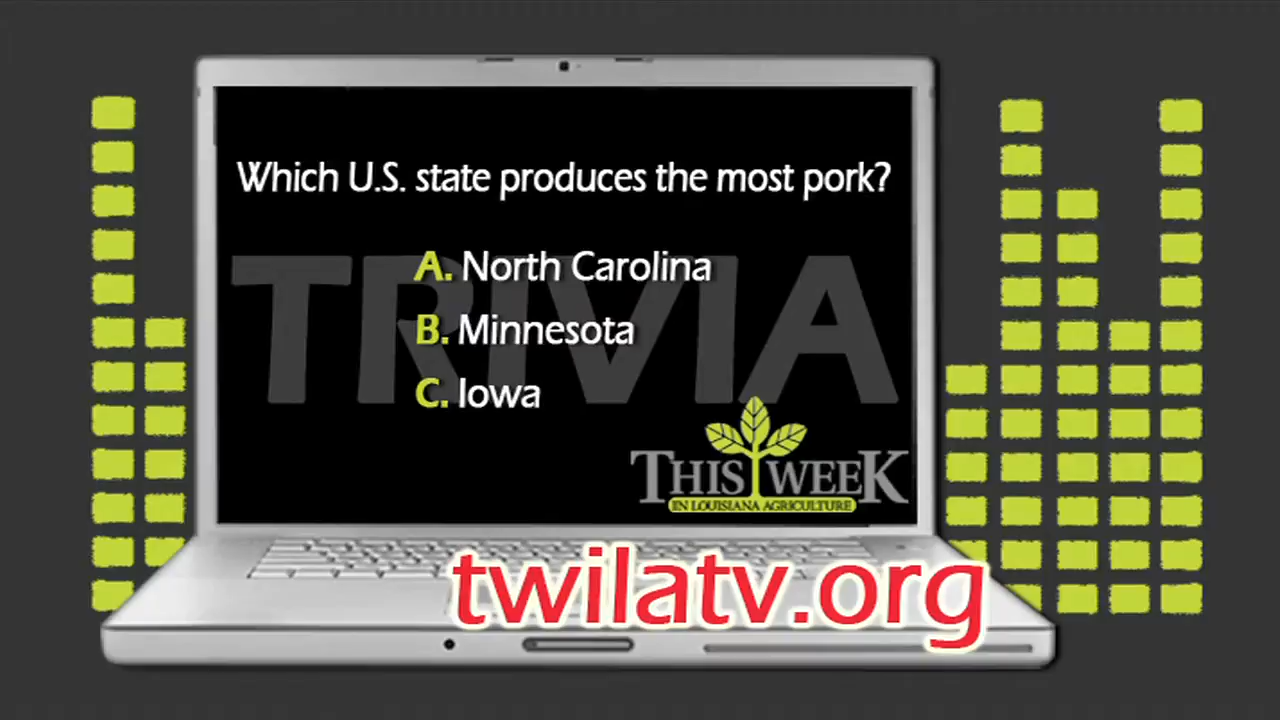 Which U.S. state produces the most pork?
TRIVIA
A. North Carolina
B. Minnesota
C. Iowa
THIS WEEK
IN LOUISIANA AGRICULTURE
twilatv.org